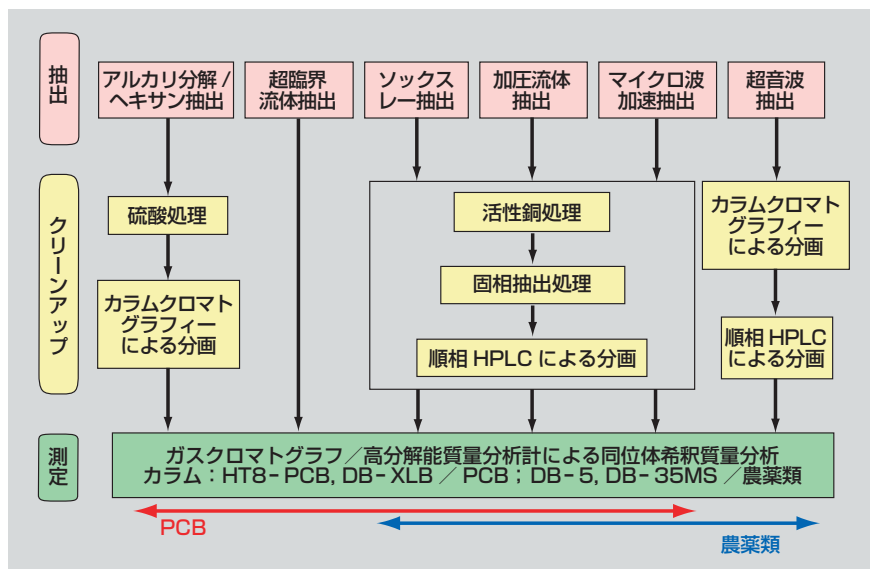 抽出
アルカリ分解/
ヘキサン抽出
超臨界
流体抽出
ソックス
レー抽出
加圧流体
抽出
マイクロ波
加速抽出
超音波
抽出
クリーンアップ
硫酸処理
カラムクロマト
グラフィー
による分画
活性銅処理
固相抽出処理
順相 HPLC による分画
カラムクロマト
グラフィー
による分画
順相 HPLC
による分画
測定
ガスクロマトグラフ/高分解能質量分析計による同位体希釈質量分析
カラム:HT8-PCB, DB-XLB / PCB;DB-5, DB-35MS /農薬類
PCB
農薬類